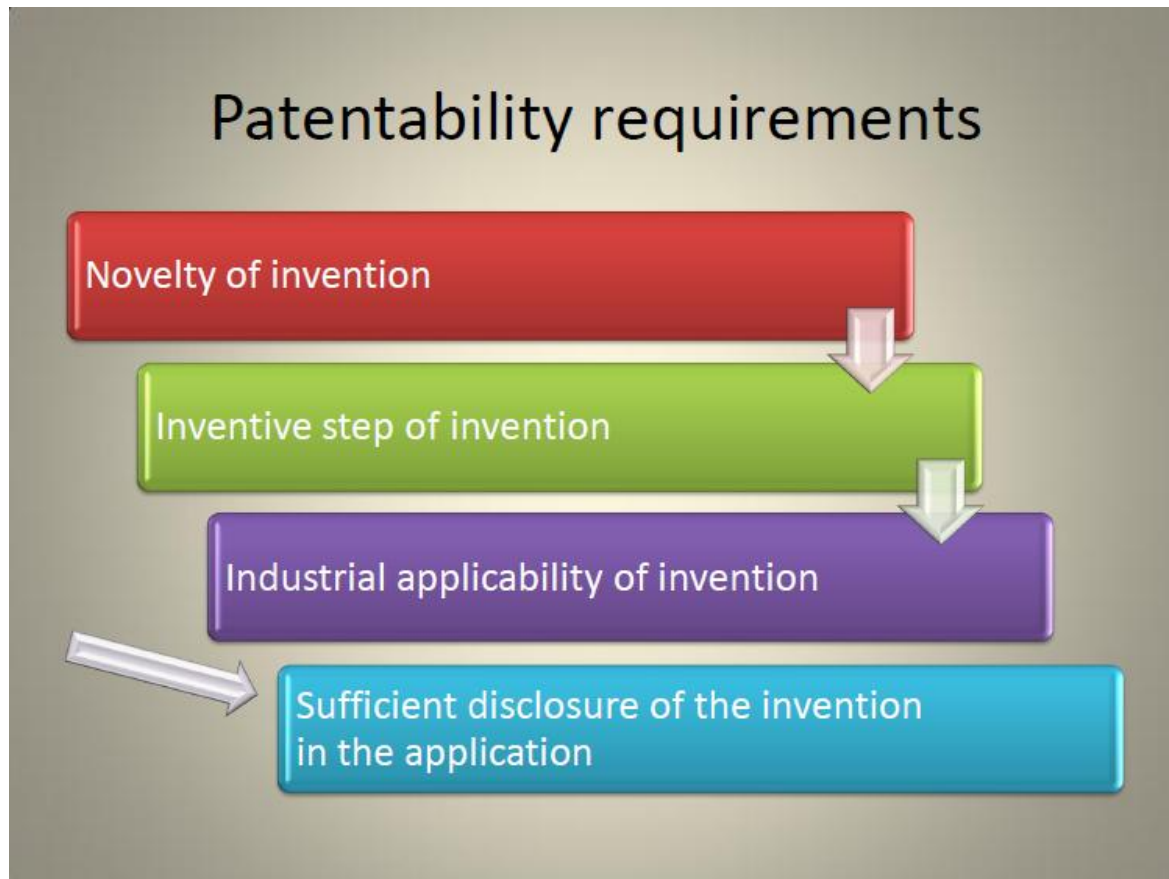 Patentability requirements
Novelty of invention
Inventive step of invention
Industrial applicability of invention
Sufficient disclosure of the invention
in the application